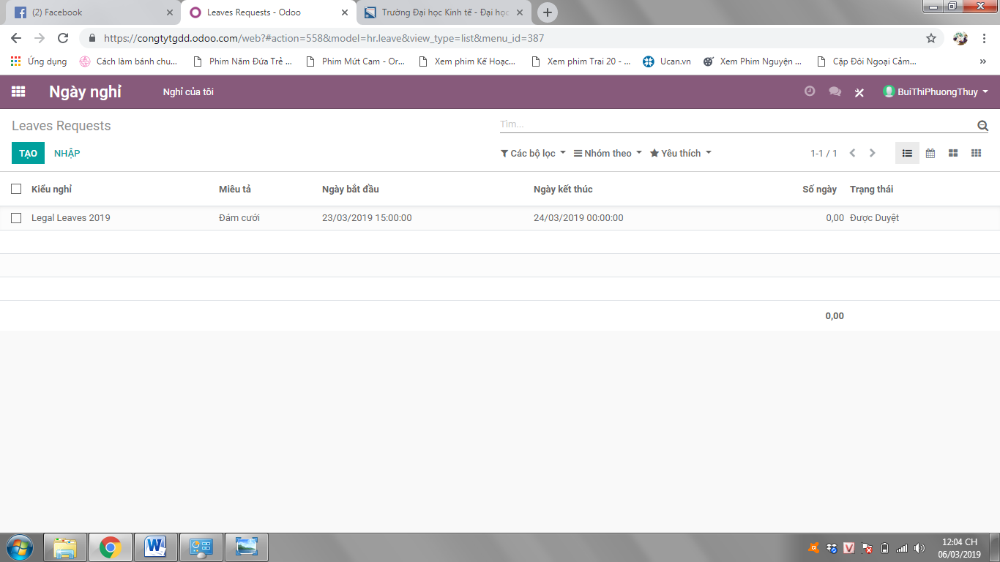 (2) Facebook
Leaves Requests - Odoo
Trường Đại học Kinh tế - Đại học
https://congtytgdd.odoo.com/web?#action=558&model=hr.leave&view_type=list&menu_id=387
Ứng dụng
Cách làm bánh chu...
Phim Năm Đứa Trẻ ...
Phim Mứt Cam - Or...
Xem phim Kế Hoạc...
Xem phim Trai 20 - ...
Ucan.vn
Xem Phim Nguyện ...
Cặp Đôi Ngoại Cảm...
»
Ngày nghỉ
Nghỉ của tôi
BuiThiPhuongThuy
Leaves Requests
Tìm...
TẠO
NHẬP
Các bộ lọc
Nhóm theo
Yêu thích
1-1 / 1
Kiểu nghỉ
Miêu tả
Ngày bắt đầu
Ngày kết thúc
Số ngày
Trạng thái
Legal Leaves 2019
Đám cưới
23/03/2019 15:00:00
24/03/2019 00:00:00
0,00
Được Duyệt
0,00
12:04 CH
06/03/2019